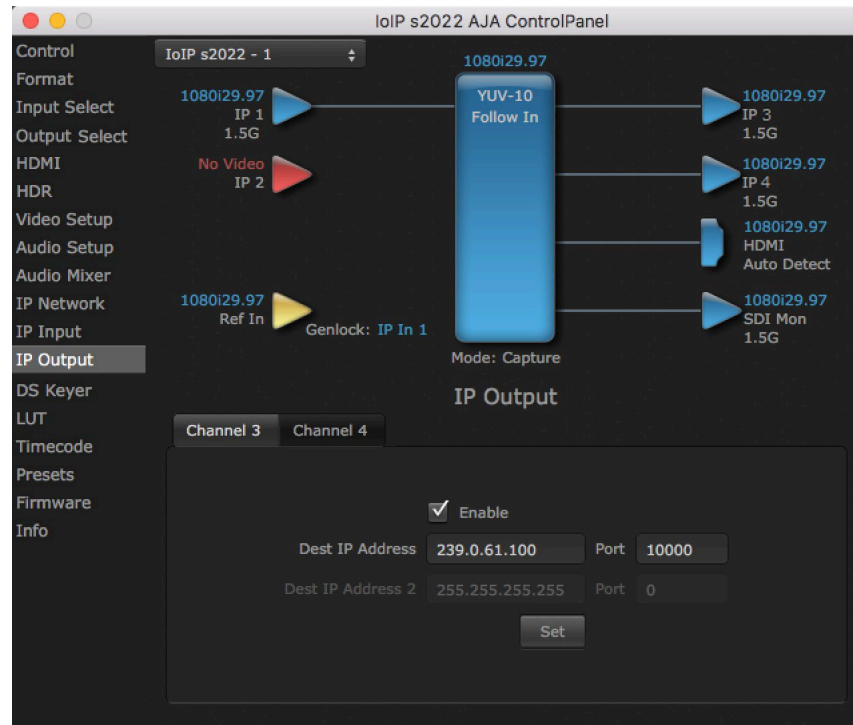 IoIP s2022 AJA ControlPanel
Control
Format
Input Select
Output Select
HDMI
HDR
Video Setup
Audio Setup
Audio Mixer
IP Network
IP Input
IP Output
DS Keyer
LUT
Timecode
Presets
Firmware
Info
IoIP s2022 - 1
1080i29.97
IP 1
1.5G
No Video
IP 2
1080i29.97
Ref In
Genlock: IP In 1
1080i29.97
YUV-10
Follow In
Mode: Capture
1080i29.97
IP 3
1.5G
1080i29.97
IP 4
1.5G
1080i29.97
HDMI
Auto Detect
1080i29.97
SDI Mon
1.5G
IP Output
Channel 3 Channel 4
Enable
Dest IP Address 239.0.61.100 Port 10000
Dest IP Address 2 255.255.255.255 Port 0
Set